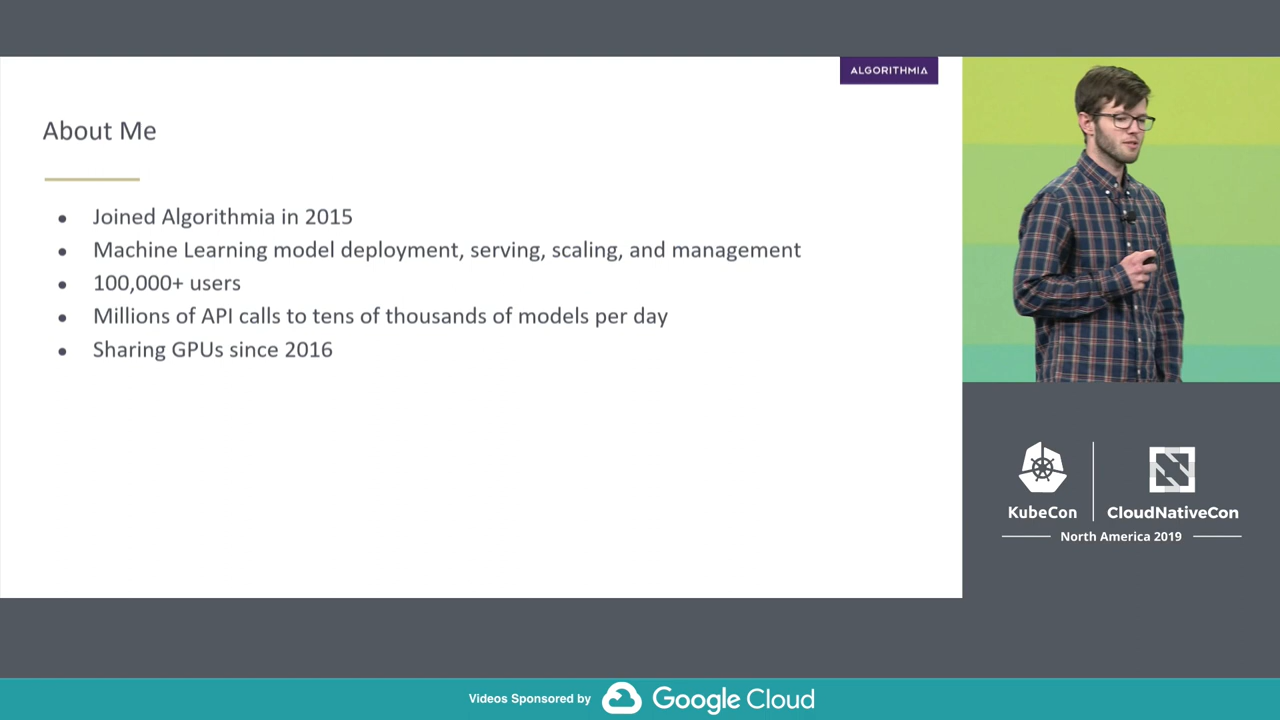 ALGORITHMIA
About Me
Joined Algorithmia in 2015
Machine Learning model deployment, serving, scaling, and management
100,000+ users
Millions of API calls to tens of thousands of models per day
Sharing GPUs since 2016
KubeCon
CloudNativeCon
North America 2019
Videos Sponsored by Google Cloud